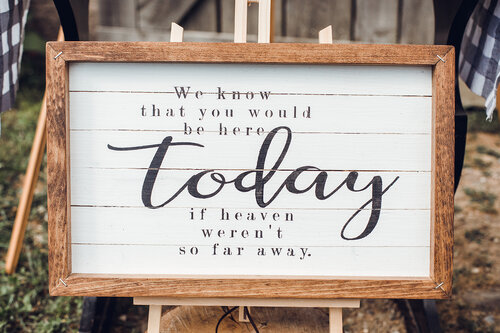 We know
that you would
be here
today
if heaven
weren't
so far away.